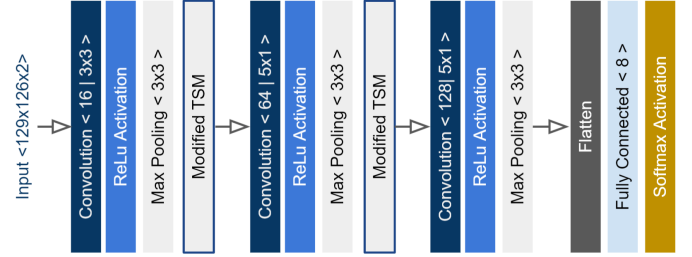 Input <129x126x2>
Convolution < 16 | 3x3 >
ReLu Activation
Max Pooling < 3x3 >
Modified TSM
Convolution < 64 | 5x1 >
ReLu Activation
Max Pooling < 3x3 >
Modified TSM
Convolution < 128| 5x1 >
ReLu Activation
Max Pooling < 3x3 >
Flatten
Fully Connected < 8 >
Softmax Activation